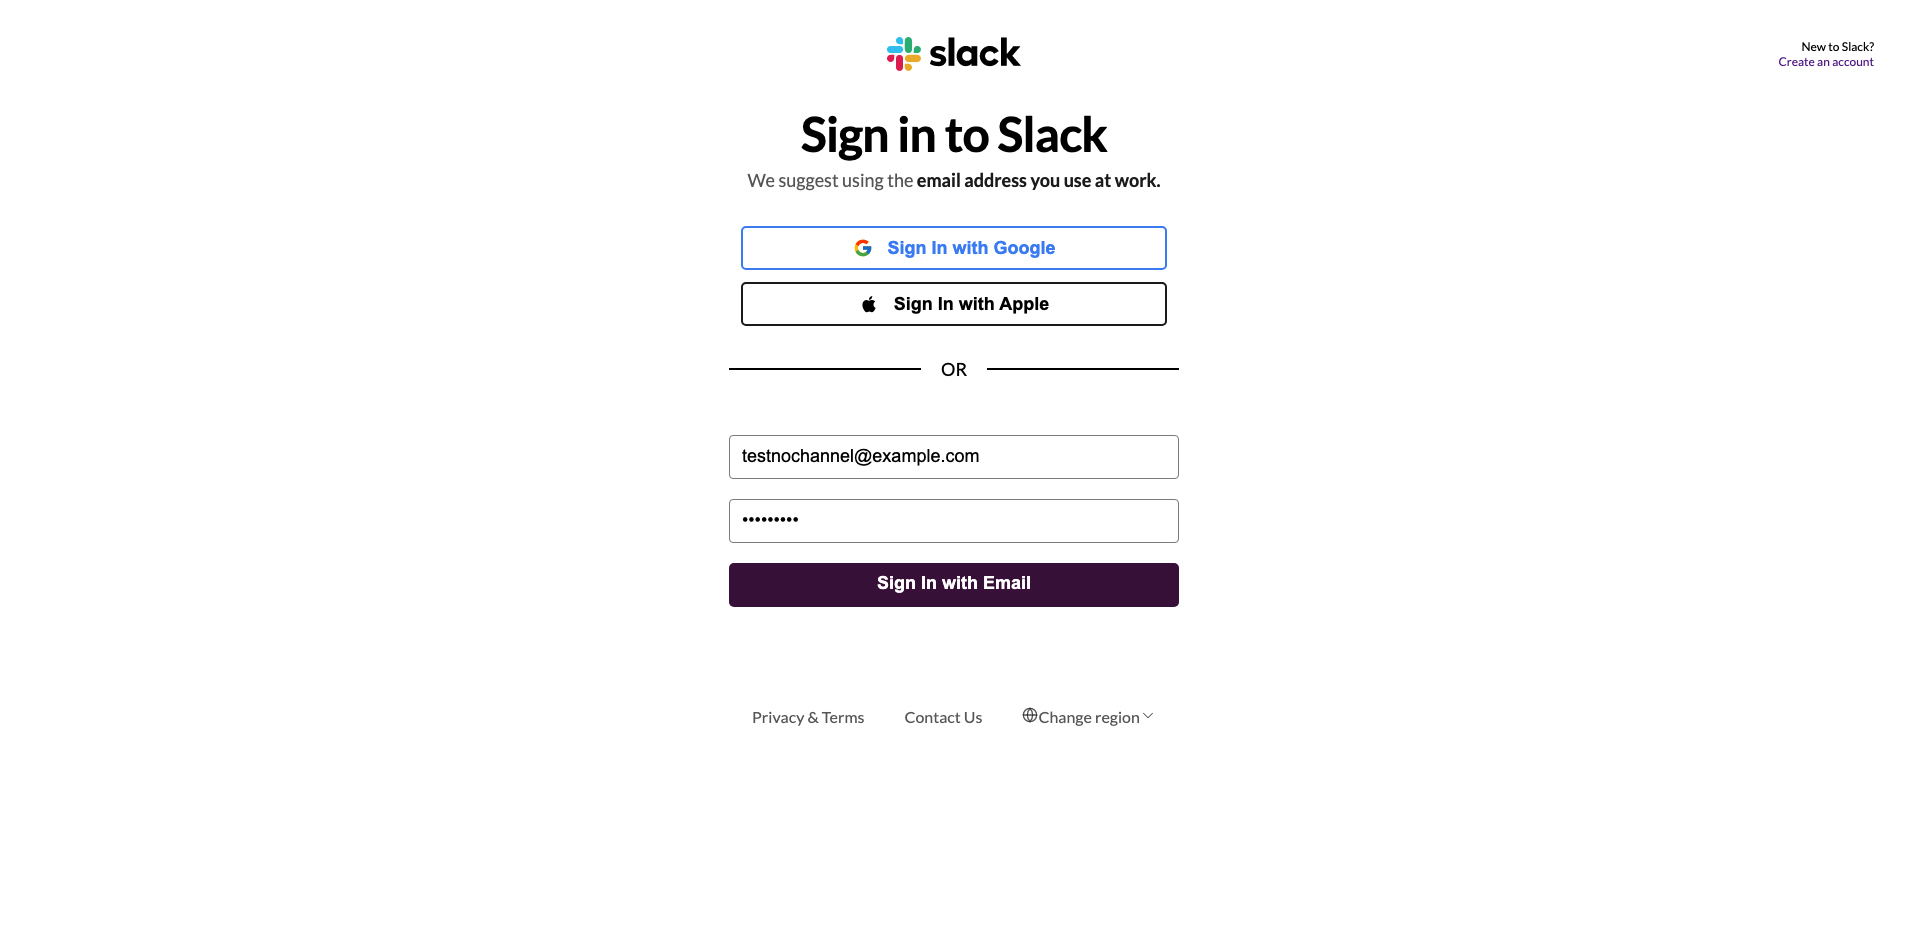 slack
New to Slack?
Create an account
Sign in to Slack
We suggest using the email address you use at work.
Sign In with Google
Sign In with Apple
OR
testnochannel@example.com
•••••••••
Sign In with Email
Privacy & Terms
Contact Us
Change region